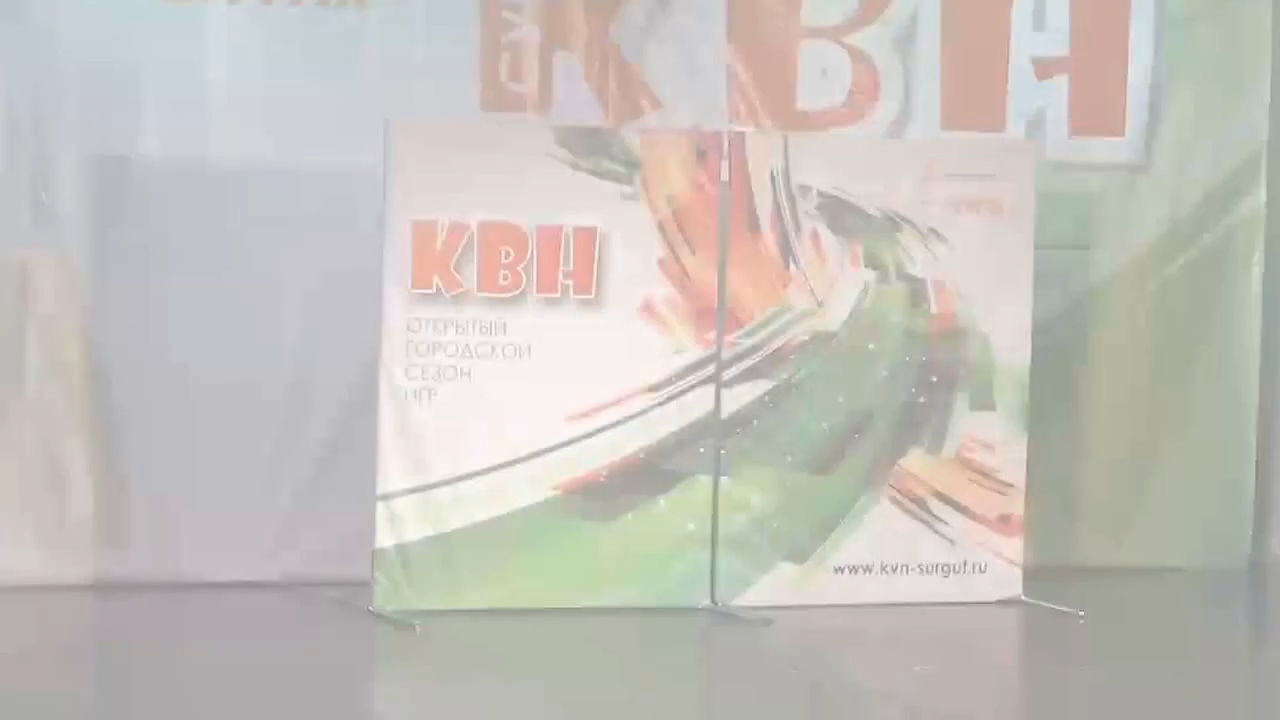 КВН
КВН
ОТКРЫТЫЙ
ГОРОДСКОЙ
СЕЗОН
ИГР
www.kvn-surgut.ru